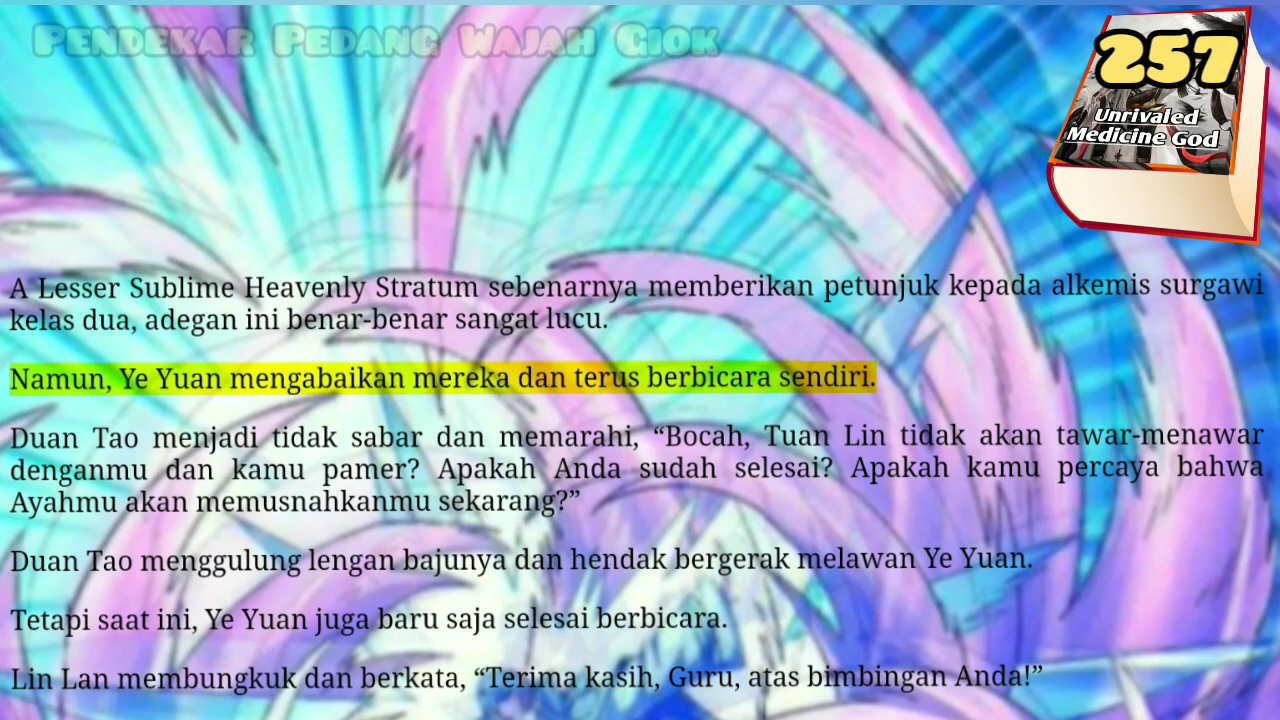 Pendekar Pedang Wajah Giok
257
Unrivaled
Medicine God
A Lesser Sublime Heavenly Stratum sebenarnya memberikan petunjuk kepada alkemis surgawi
kelas dua, adegan ini benar-benar sangat lucu.
Namun, Ye Yuan mengabaikan mereka dan terus berbicara sendiri.
Duan Tao menjadi tidak sabar dan memarahi, “Bocah, Tuan Lin tidak akan tawar-menawar
denganmu dan kamu pamer? Apakah Anda sudah selesai? Apakah kamu percaya bahwa
Ayahmu akan memusnahkanmu sekarang?”
Duan Tao menggulung lengan bajunya dan hendak bergerak melawan Ye Yuan.
Tetapi saat ini, Ye Yuan juga baru saja selesai berbicara.
Lin Lan membungkuk dan berkata, “Terima kasih, Guru, atas bimbingan Anda!”